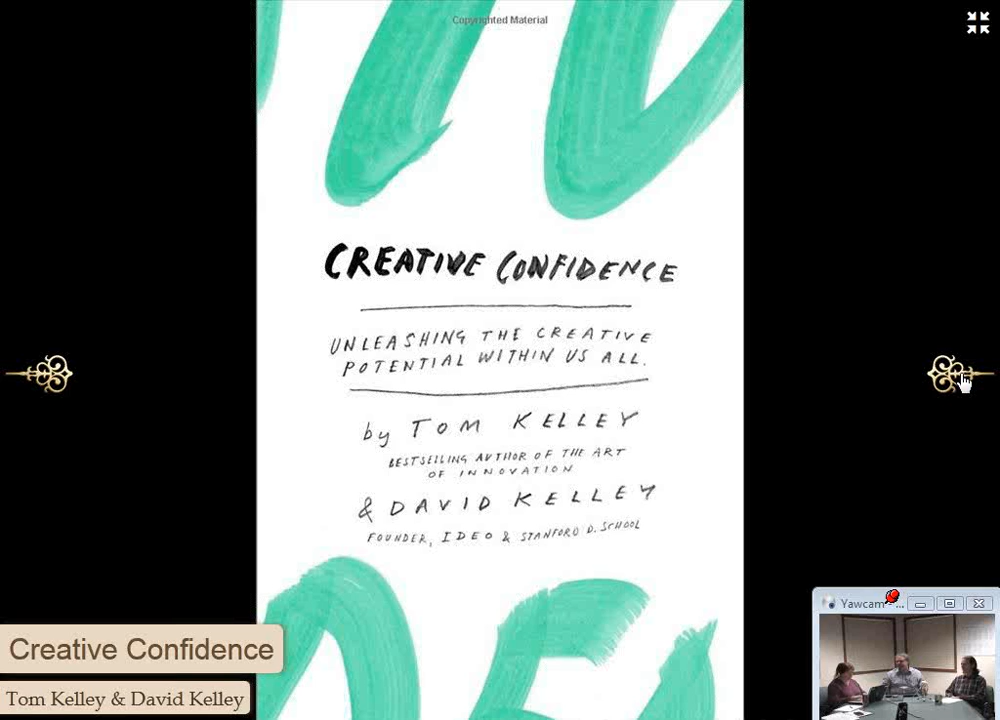 Copyrighted Material
CREATIVE CONFIDENCE
UNLEASHING THE CREATIVE
POTENTIAL WITHIN US ALL.
by TOM KELLEY
BESTSELLING AUTHOR OF THE ART
OF INNOVATION
& DAVID KELLEY
FOUNDER, IDEO & STANFORD D. SCHOOL
Yawcam - ...
Creative Confidence
Tom Kelley & David Kelley